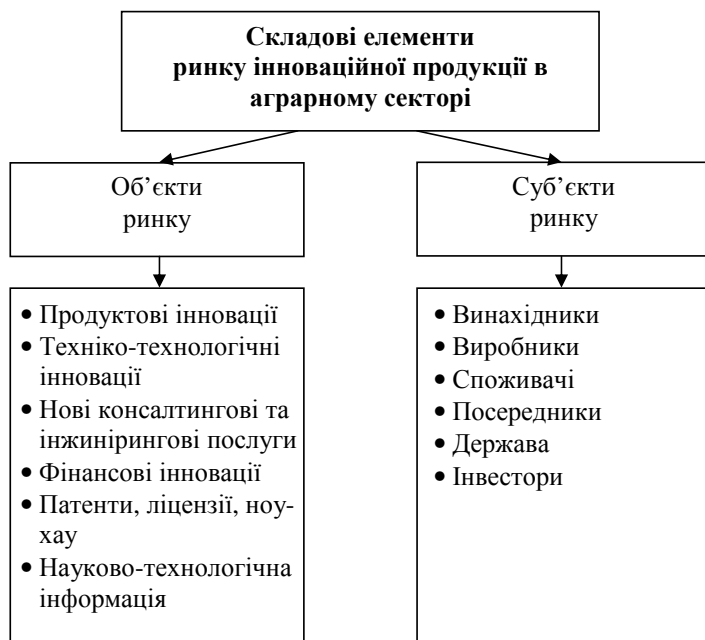 Складові елементи
ринку інноваційної продукції в
аграрному секторі
Об’єкти
ринку
Суб’єкти
ринку
• Продуктові інновації
• Техніко-технологічні
інновації
• Нові консалтингові та
інжинірингові послуги
• Фінансові інновації
• Патенти, ліцензії, ноу-
хау
• Науково-технологічна
інформація
• Винахідники
• Виробники
• Споживачі
• Посередники
• Держава
• Інвестори